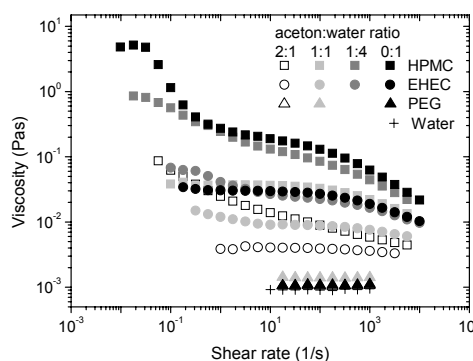 aceton:water ratio
2:1 1:1 1:4 0:1
HPMC
EHEC
PEG
Water
Viscosity (Pas)
10¹
10⁰
10⁻¹
10⁻²
10⁻³
10⁻³ 10⁻¹ 10¹ 10³ 10⁵
Shear rate (1/s)